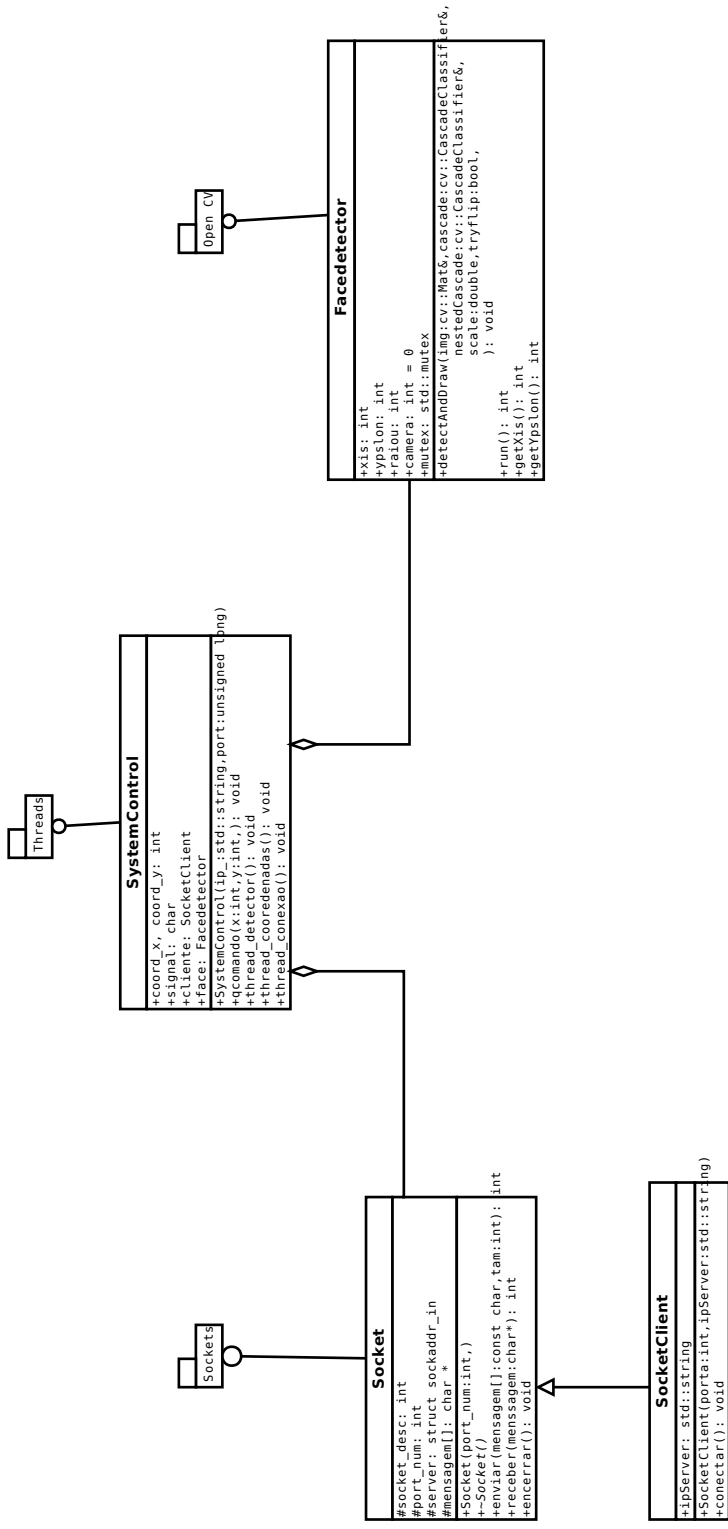 Sockets
Socket
#socket_desc: int
#port_num: int
#server: struct sockaddr_in
#mensagem[]: char *
+Socket(port_num:int,)
+~Socket()
+enviar(mensagem[]:const char,tam:int): int
+receber(menssagem:char*): int
+encerrar(): void
SocketClient
+ipServer: std::string
+SocketClient(porta:int,ipServer:std::string)
+conectar(): void
Threads
SystemControl
+coord_x, coord_y: int
+signal: char
+cliente: SocketClient
+face: Facedetector
+SystemControl(ip_:std::string,port:unsigned long)
+qcomando(x:int,y:int,): void
+thread_detector(): void
+thread_cooredenadas(): void
+thread_conexao(): void
Open CV
Facedetector
+xis: int
+ypslon: int
+raiou: int
+camera: int = 0
+mutex: std::mutex
+detectAndDraw(img:cv::Mat&,cascade:cv::CascadeClassifier&,
nestedCascade:cv::CascadeClassifier&,
scale:double,tryflip:bool,
): void
+run(): int
+getXis(): int
+getYpslon(): int